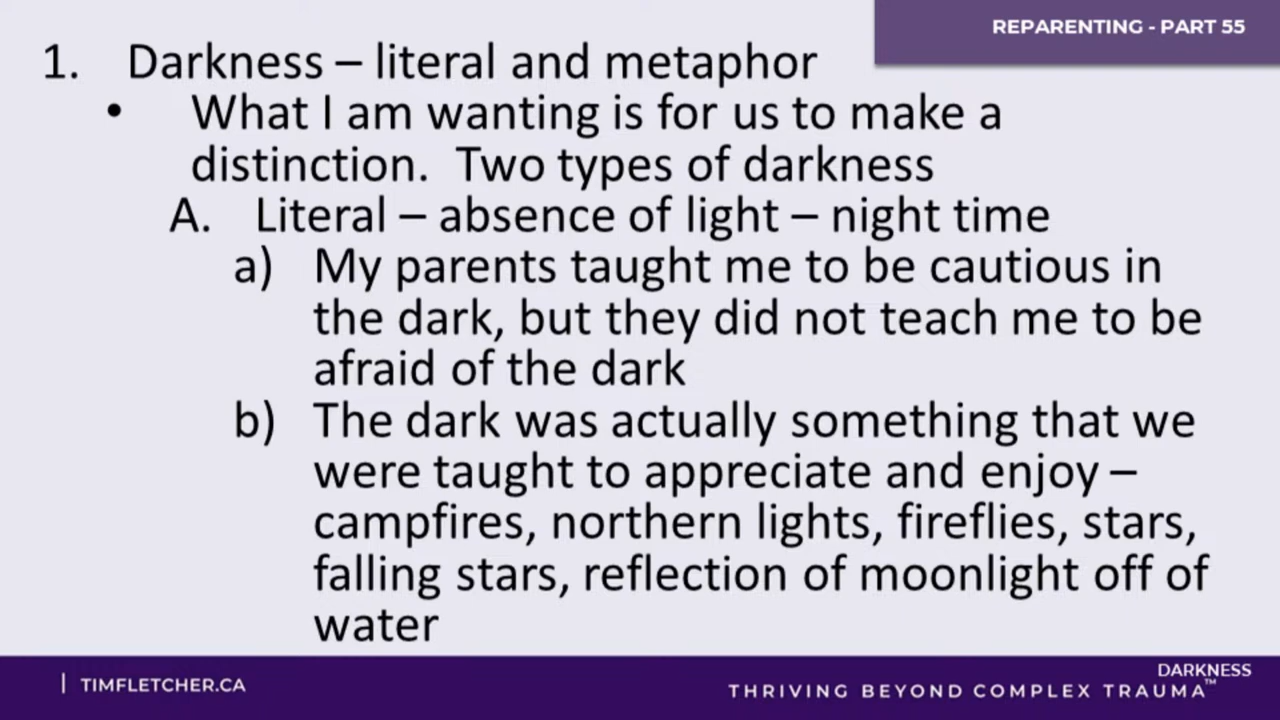 REPARENTING - PART 55
1. Darkness – literal and metaphor
• What I am wanting is for us to make a
distinction.  Two types of darkness
A. Literal – absence of light – night time
a) My parents taught me to be cautious in
the dark, but they did not teach me to be
afraid of the dark
b) The dark was actually something that we
were taught to appreciate and enjoy –
campfires, northern lights, fireflies, stars,
falling stars, reflection of moonlight off of
water
| TIMFLETCHER.CA
DARKNESS
THRIVING BEYOND COMPLEX TRAUMA™